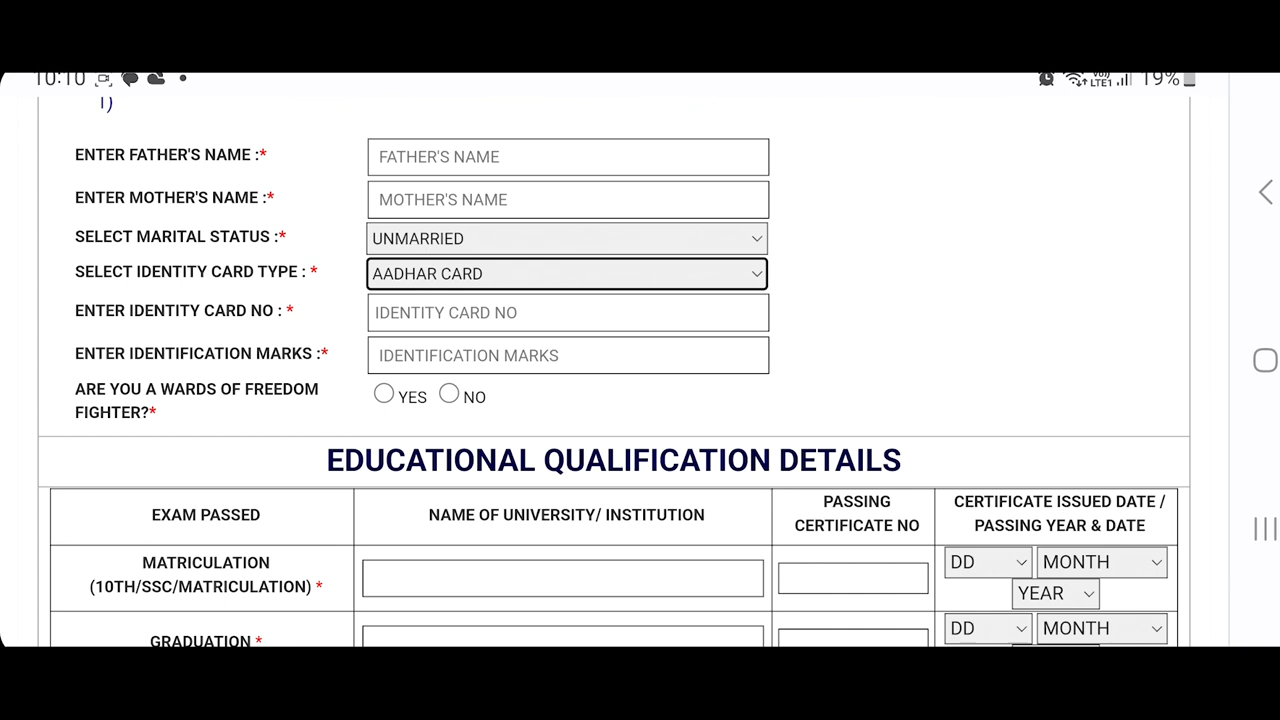 10:10 LTE1 19%
1)
ENTER FATHER'S NAME :* FATHER'S NAME
ENTER MOTHER'S NAME :* MOTHER'S NAME
SELECT MARITAL STATUS :* UNMARRIED
SELECT IDENTITY CARD TYPE : * AADHAR CARD
ENTER IDENTITY CARD NO : * IDENTITY CARD NO
ENTER IDENTIFICATION MARKS :* IDENTIFICATION MARKS
ARE YOU A WARDS OF FREEDOM
FIGHTER?* YES NO
EDUCATIONAL QUALIFICATION DETAILS
EXAM PASSED
NAME OF UNIVERSITY/ INSTITUTION
PASSING
CERTIFICATE NO
CERTIFICATE ISSUED DATE /
PASSING YEAR & DATE
MATRICULATION
(10TH/SSC/MATRICULATION) *
DD MONTH
YEAR
GRADUATION *
DD MONTH